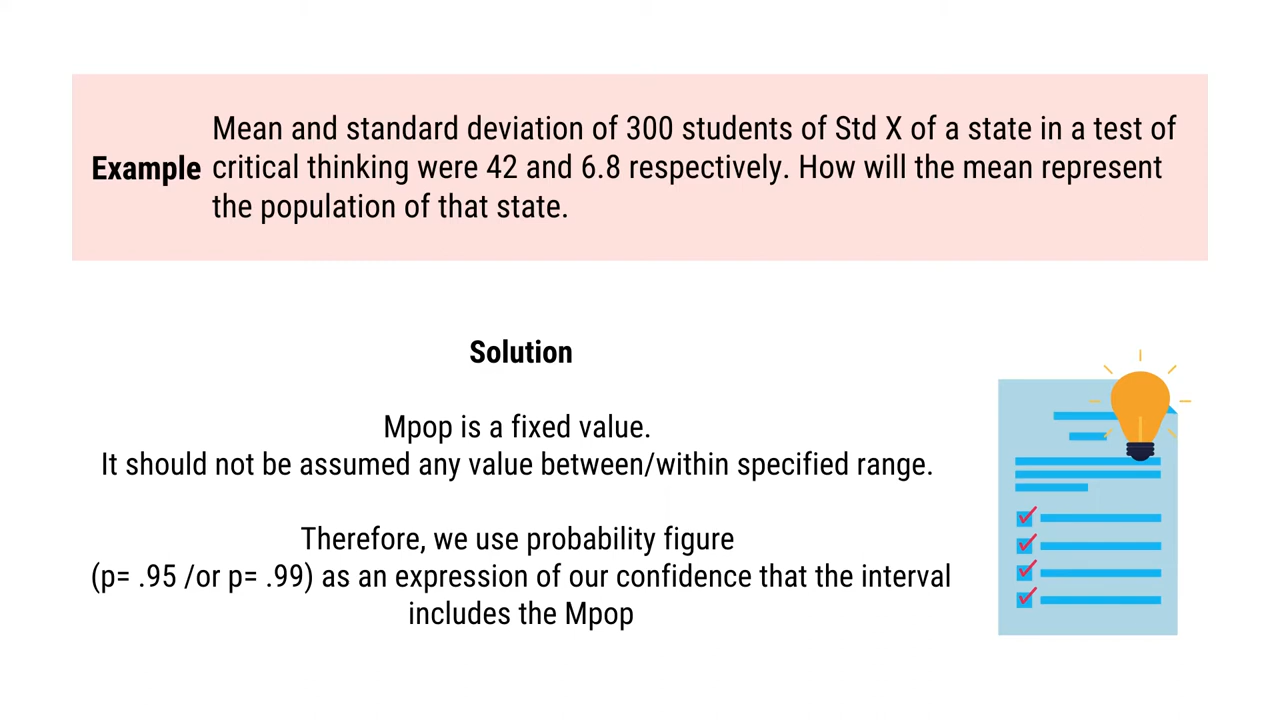 Mean and standard deviation of 300 students of Std X of a state in a test of
Example critical thinking were 42 and 6.8 respectively. How will the mean represent
the population of that state.
Solution
Mpop is a fixed value.
It should not be assumed any value between/within specified range.
Therefore, we use probability figure
(p= .95 /or p= .99) as an expression of our confidence that the interval
includes the Mpop